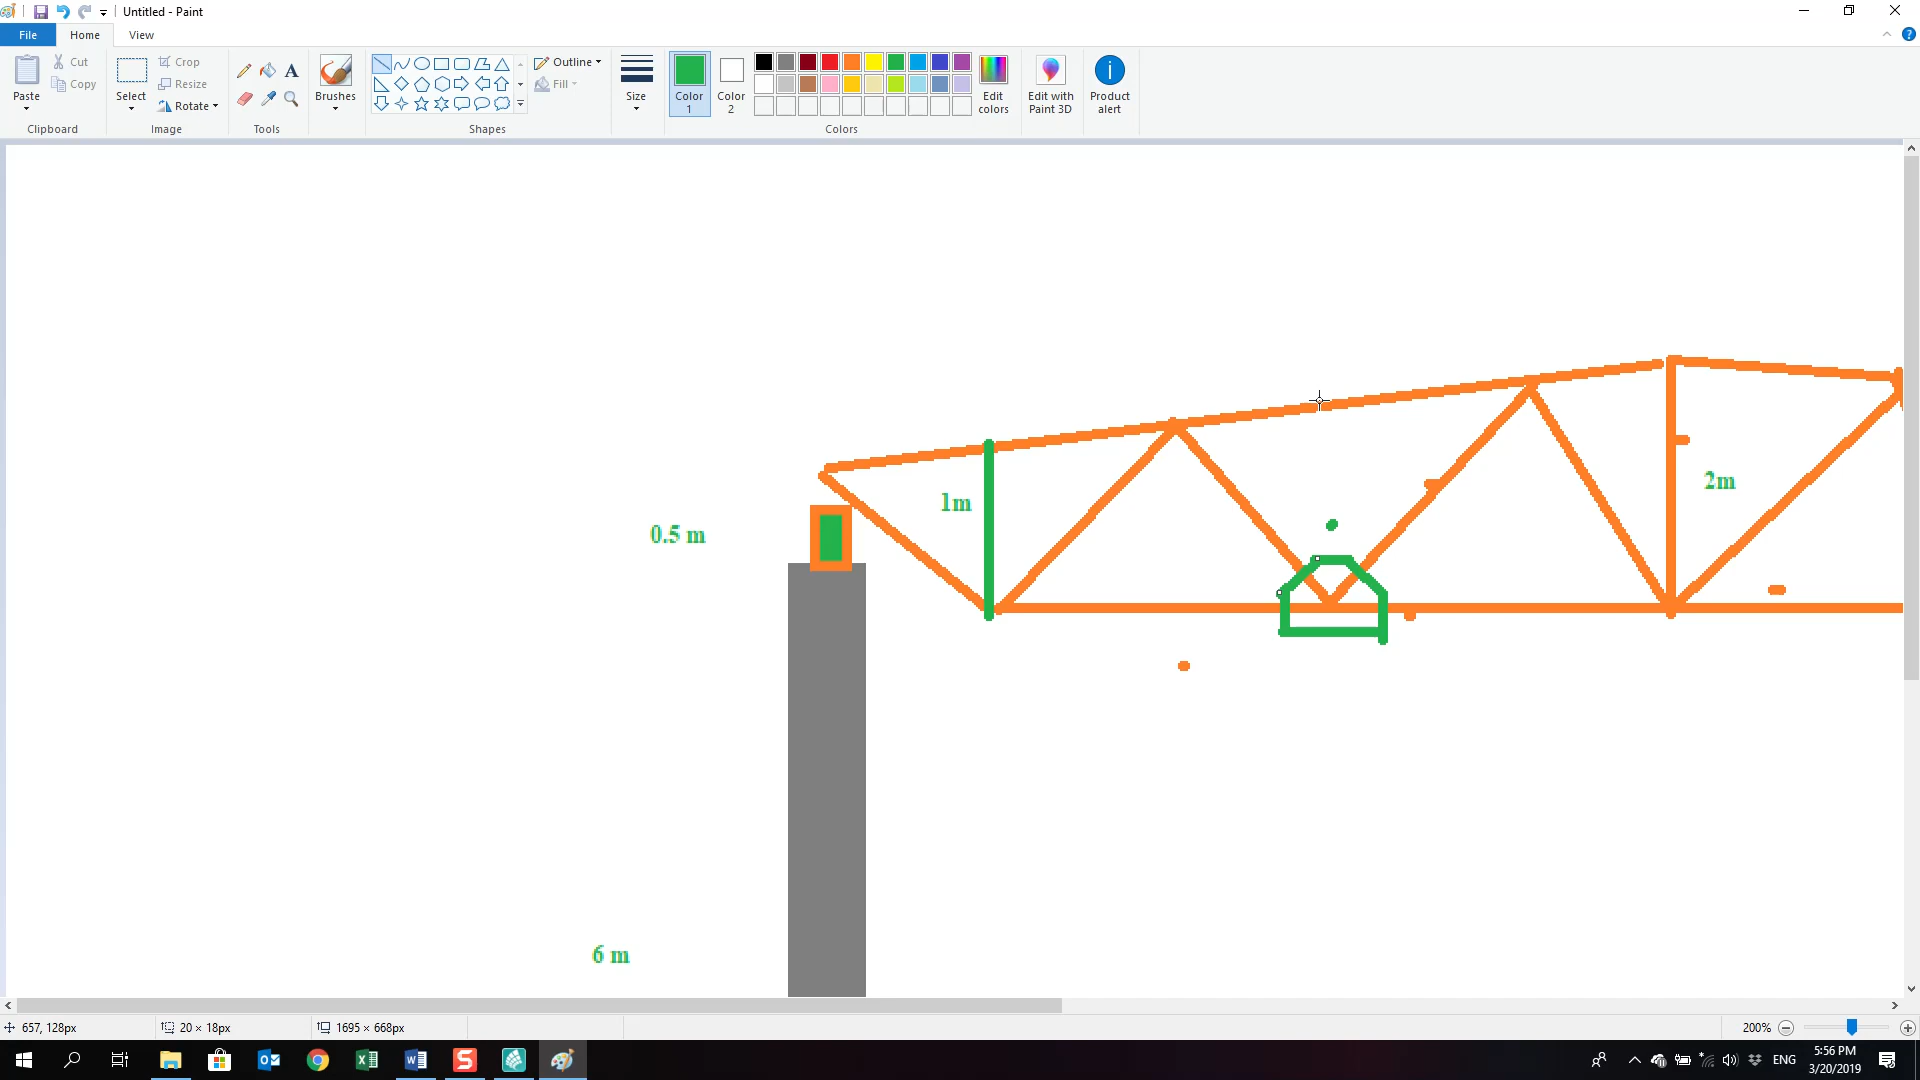 Untitled - Paint
File Home View
Paste
Cut
Copy
Clipboard
Select
Crop
Resize
Rotate
Image
Tools
Brushes
Shapes
Outline
Fill
Size
Color 1
Color 2
Edit colors
Colors
Edit with Paint 3D
Product alert
1m
2m
0.5 m
6 m
657, 128px 20 × 18px 1695 × 668px 200%
ENG
5:56 PM
3/20/2019